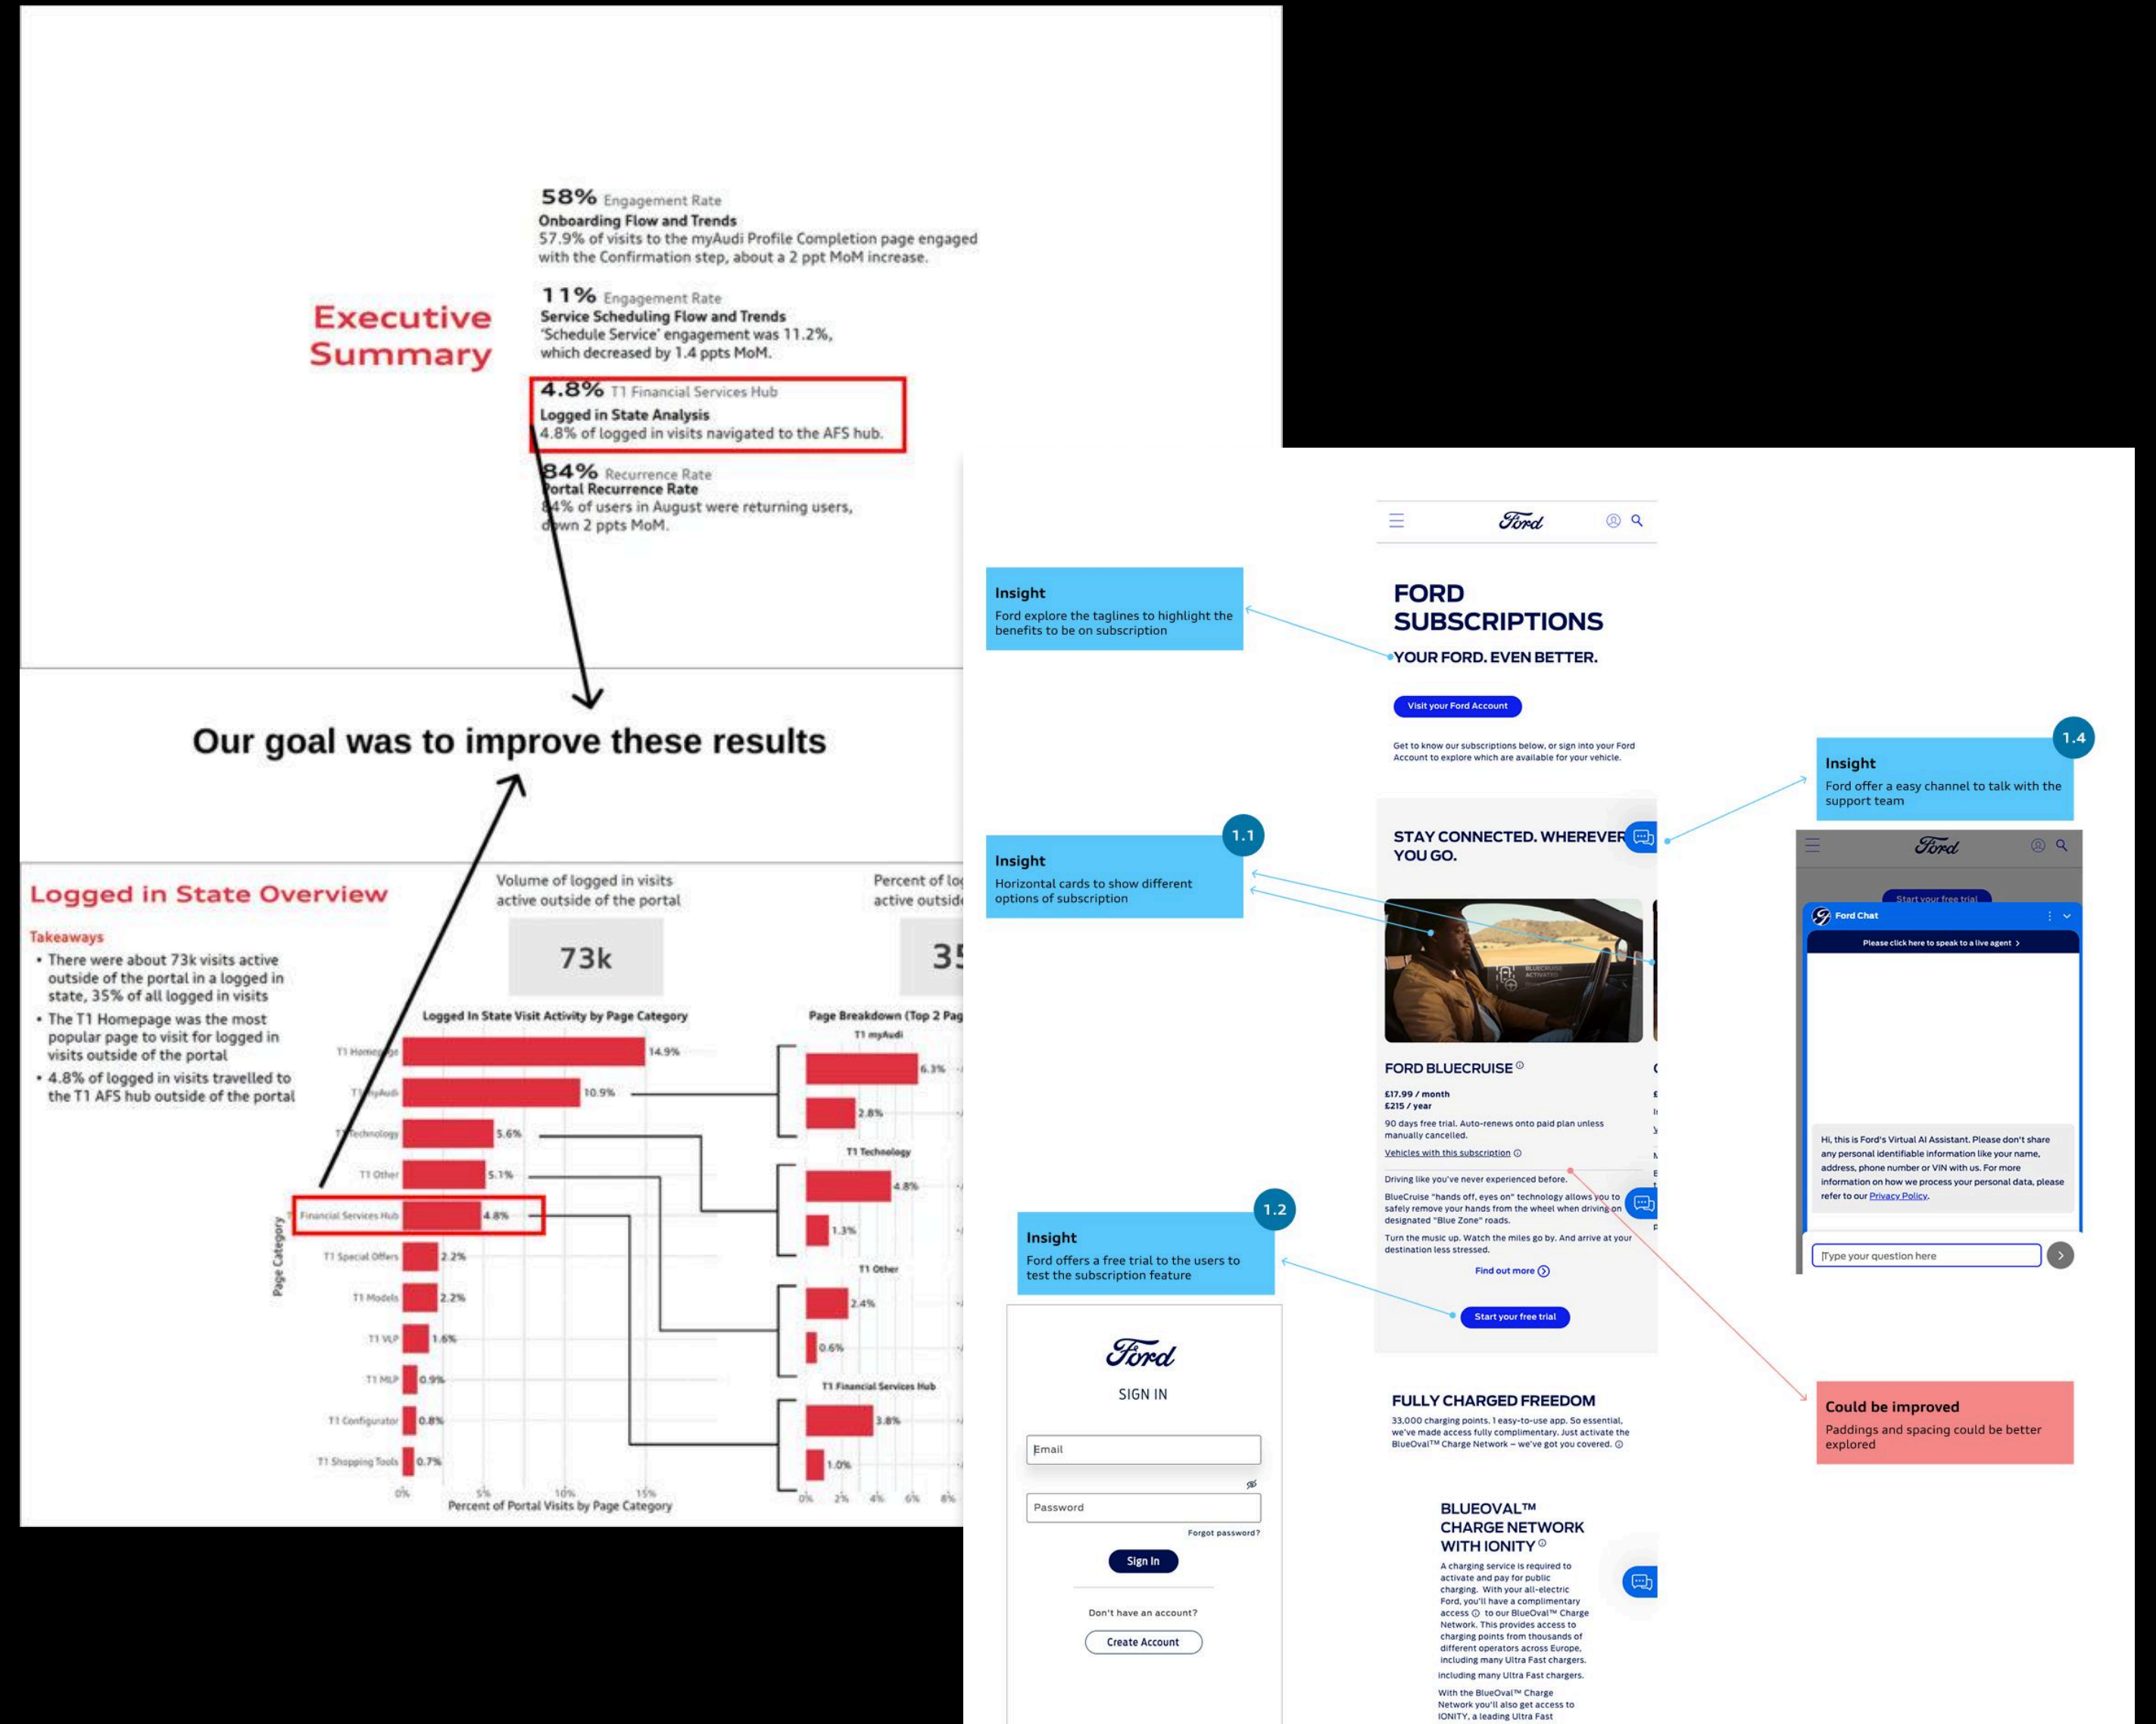 Executive
Summary
58% Engagement Rate
Onboarding Flow and Trends
57.9% of visits to the myAudi Profile Completion page engaged
with the Confirmation step, about a 2 ppt MoM increase.
11% Engagement Rate
Service Scheduling Flow and Trends
'Schedule Service' engagement was 11.2%,
which decreased by 1.4 ppts MoM.
4.8% T1 Financial Services Hub
Logged in State Analysis
4.8% of logged in visits navigated to the AFS hub.
84% Recurrence Rate
Portal Recurrence Rate
84% of users in August were returning users,
down 2 ppts MoM.
Our goal was to improve these results
Logged in State Overview
Takeaways
• There were about 73k visits active
outside of the portal in a logged in
state, 35% of all logged in visits
• The T1 Homepage was the most
popular page to visit for logged in
visits outside of the portal
• 4.8% of logged in visits travelled to
the T1 AFS hub outside of the portal
Volume of logged in visits
active outside of the portal
73k
Percent of
active
35
Logged In State Visit Activity by Page Category
Page Category
T1 Homepage 14.9%
T1 myAudi 10.9%
T1 Technology 5.6%
T1 Other 5.1%
Financial Services Hub 4.8%
T1 Special Offers 2.2%
T1 Models 2.2%
T1 VLP 1.6%
T1 MLP 0.9%
T1 Configurator 0.8%
T1 Shopping Tools 0.7%
0% 5% 10% 15%
Percent of Portal Visits by Page Category
Page Breakdown (Top 2 Pag
T1 myAudi
6.3%
2.8%
T1 Technology
4.8%
1.3%
T1 Other
2.4%
0.6%
T1 Financial Services Hub
3.8%
1.0%
0% 2% 4% 6% 8%
Insight
Ford explore the taglines to highlight the
benefits to be on subscription
1.1
Insight
Horizontal cards to show different
options of subscription
1.2
Insight
Ford offers a free trial to the users to
test the subscription feature
Ford
SIGN IN
Email
Password
Forgot password?
Sign In
Don't have an account?
Create Account
Ford
FORD
SUBSCRIPTIONS
YOUR FORD. EVEN BETTER.
Visit your Ford Account
Get to know our subscriptions below, or sign into your Ford
Account to explore which are available for your vehicle.
STAY CONNECTED. WHEREVER
YOU GO.
BLUECRUISE
ACTIVATED
FORD BLUECRUISE
£17.99 / month
£215 / year
90 days free trial. Auto-renews onto paid plan unless
manually cancelled.
Vehicles with this subscription
Driving like you've never experienced before.
BlueCruise "hands off, eyes on" technology allows you to
safely remove your hands from the wheel when driving on
designated "Blue Zone" roads.
Turn the music up. Watch the miles go by. And arrive at your
destination less stressed.
Find out more
Start your free trial
FULLY CHARGED FREEDOM
33,000 charging points. 1 easy-to-use app. So essential,
we've made access fully complimentary. Just activate the
BlueOval™ Charge Network – we've got you covered.
BLUEOVAL™
CHARGE NETWORK
WITH IONITY
A charging service is required to
activate and pay for public
charging. With your all-electric
Ford, you'll have a complimentary
access to our BlueOval™ Charge
Network. This provides access to
charging points from thousands of
different operators across Europe,
including many Ultra Fast chargers.
including many Ultra Fast chargers.
With the BlueOval™ Charge
Network you'll also get access to
IONITY, a leading Ultra Fast
1.4
Insight
Ford offer a easy channel to talk with the
support team
Ford
Start your free trial
Ford Chat
Please click here to speak to a live agent >
Hi, this is Ford's Virtual AI Assistant. Please don't share
any personal identifiable information like your name,
address, phone number or VIN with us. For more
information on how we process your personal data, please
refer to our Privacy Policy.
Type your question here
Could be improved
Paddings and spacing could be better
explored